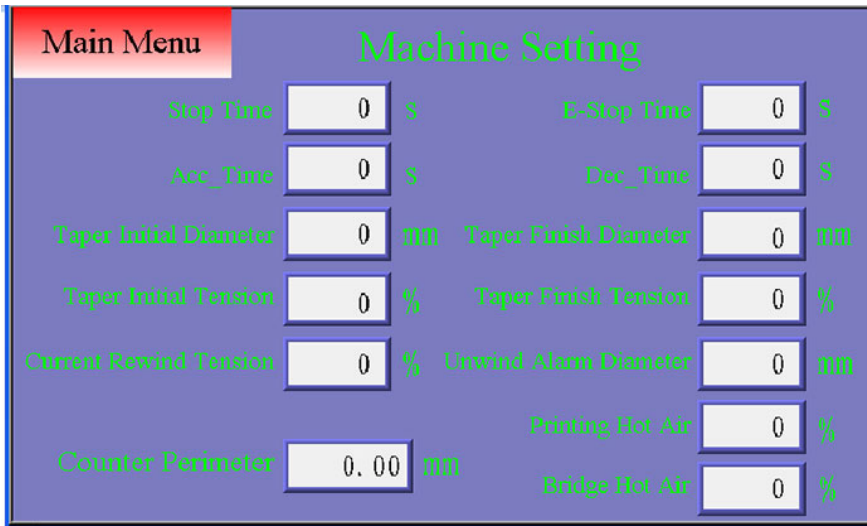 Main Menu Machine Setting
Stop Time 0 S E-Stop Time 0 S
Acc_Time 0 S Dec_Time 0 S
Taper Initial Diameter 0 mm Taper Finish Diameter 0 mm
Taper Initial Tension 0 % Taper Finish Tension 0 %
Current Rewind Tension 0 % Unwind Alarm Diameter 0 mm
Printing Hot Air 0 %
Counter Perimeter 0.00 mm
Bridge Hot Air 0 %